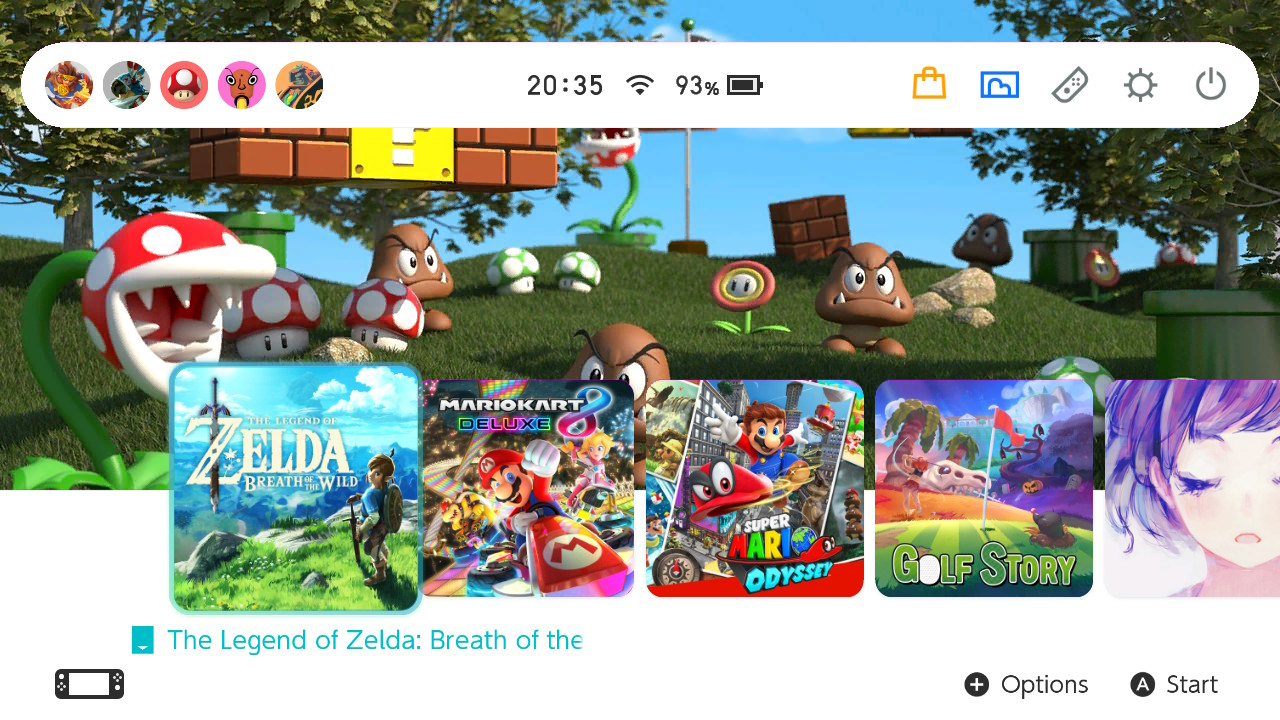 20:35 93%
THE LEGEND OF
ZELDA
BREATH OF THE WILD
MARIOKART 8
DELUXE
SUPER
MARIO
ODYSSEY
GOLF STORY
The Legend of Zelda: Breath of the
+ Options A Start